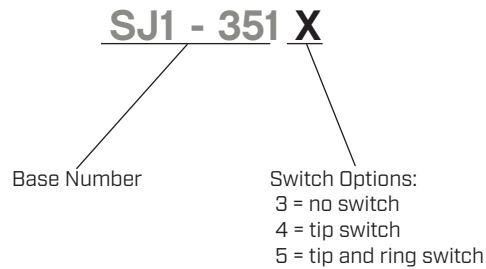 SJ1 - 351 X
Base Number
Switch Options:
3 = no switch
4 = tip switch
5 = tip and ring switch